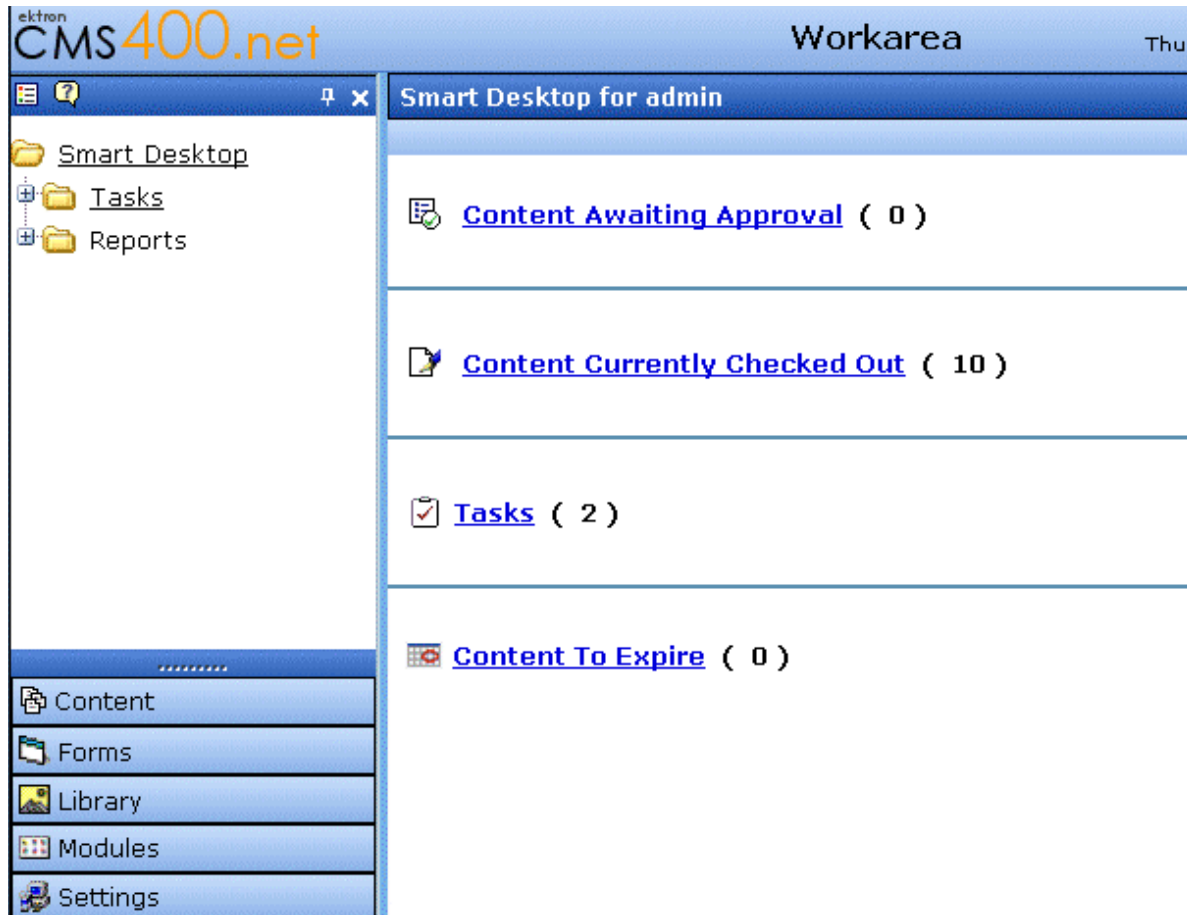 ektron
CMS400.net
Workarea
Thu
Smart Desktop for admin
Smart Desktop
Tasks
Reports
Content Awaiting Approval ( 0 )
Content Currently Checked Out ( 10 )
Tasks ( 2 )
Content To Expire ( 0 )
Content
Forms
Library
Modules
Settings